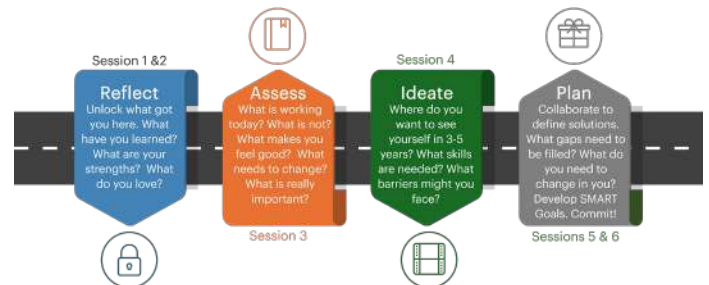 Session 1 &2
Reflect
Unlock what got
you here. What
have you learned?
What are your
strengths? What
do you love?
Assess
What is working
today? What is not?
What makes you
feel good? What
needs to change?
What is really
important?
Session 3
Session 4
Ideate
Where do you
want to see
yourself in 3-5
years? What skills
are needed? What
barriers might you
face?
Plan
Collaborate to
define solutions.
What gaps need to
be filled? What do
you need to
change in you?
Develop SMART
Goals. Commit!
Sessions 5 & 6